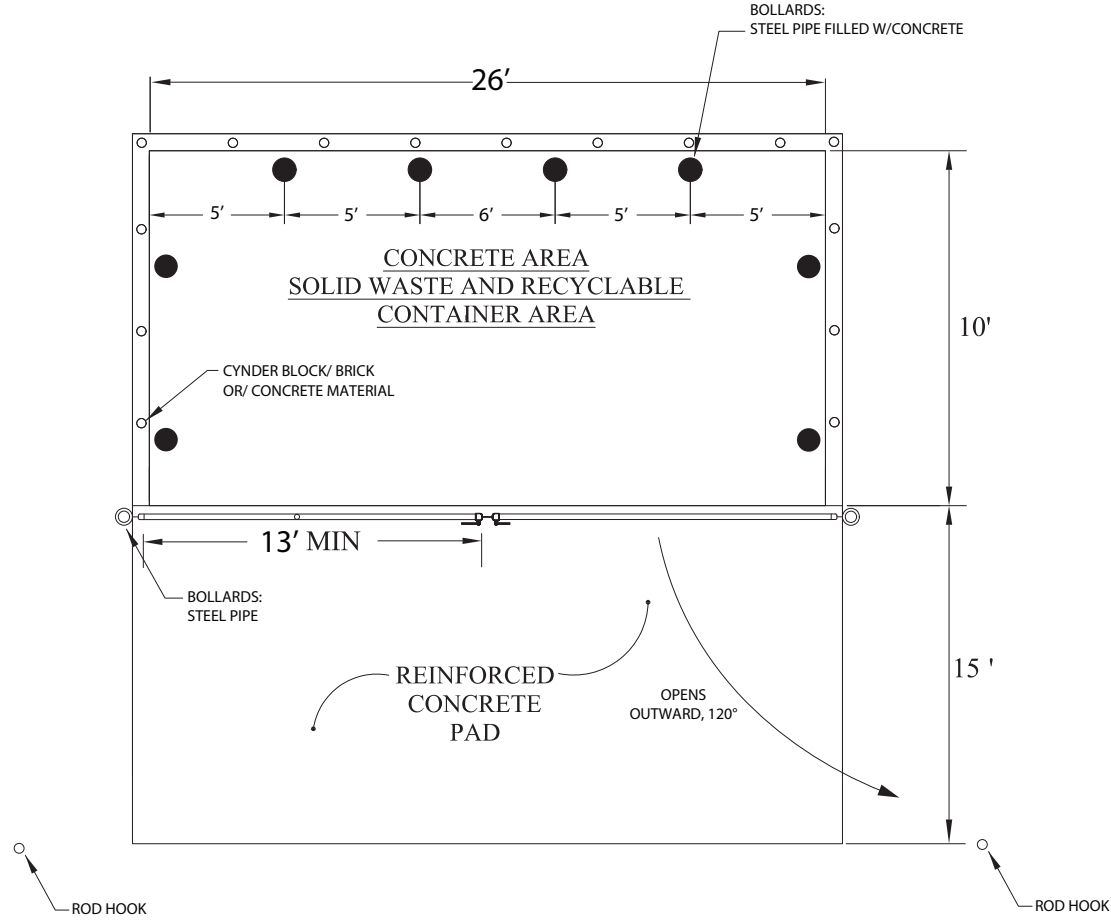 BOLLARDS:
STEEL PIPE FILLED W/CONCRETE
26’
5’ 5’ 6’ 5’ 5’
CONCRETE AREA
SOLID WASTE AND RECYCLABLE
CONTAINER AREA
10'
CYNDER BLOCK/ BRICK
OR/ CONCRETE MATERIAL
13’ MIN
BOLLARDS:
STEEL PIPE
REINFORCED
CONCRETE
PAD
OPENS
OUTWARD, 120°
15 '
ROD HOOK
ROD HOOK